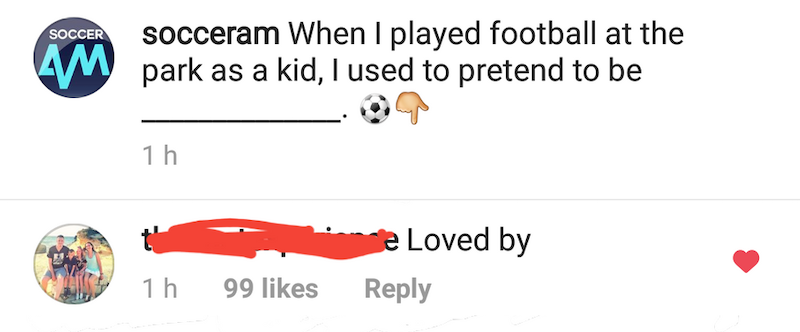 SOCCER
AM
socceram When I played football at the
park as a kid, I used to pretend to be
________________. ⚽👇
1 h
Loved by
1 h 99 likes Reply